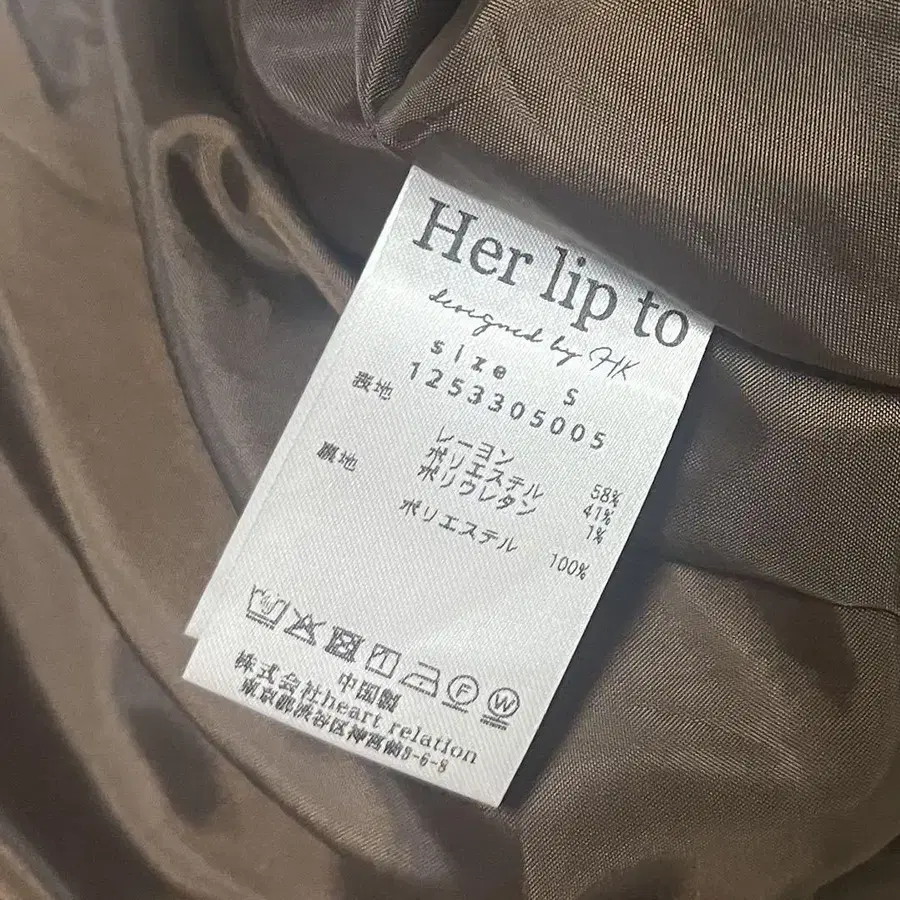 Her lip to
designed by HK
size S
1253305005
表地
レーヨン 58%
ポリエステル 41%
ポリウレタン 1%
裏地
ポリエステル 100%
F W
中国製
株式会社heart relation
東京都渋谷区神宮前3-6-8